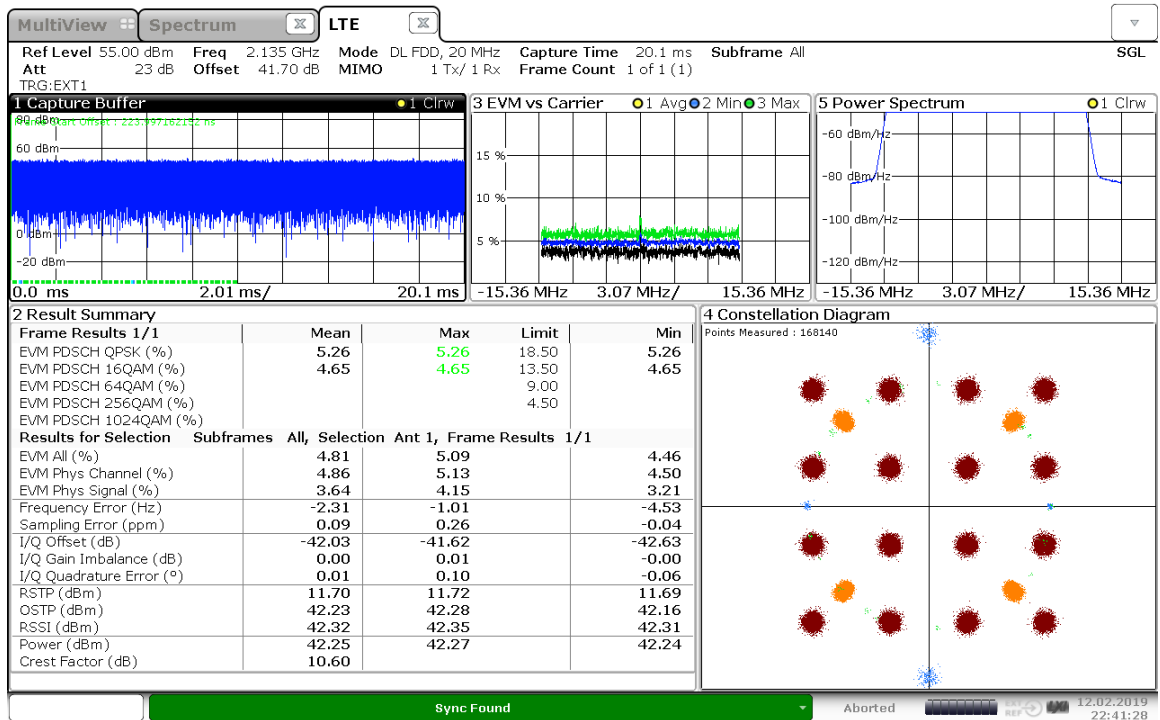 MultiView Spectrum LTE
Ref Level 55.00 dBm Freq 2.135 GHz Mode DL FDD, 20 MHz Capture Time 20.1 ms Subframe All SGL
Att 23 dB Offset 41.70 dB MIMO 1 Tx/ 1 Rx Frame Count 1 of 1 (1)
TRG:EXT1
1 Capture Buffer 1 Clrw
80 dBm
Frame Start Offset : 223.997162152 ns
60 dBm
0 dBm
-20 dBm
0.0 ms 2.01 ms/ 20.1 ms
3 EVM vs Carrier 1 Avg 2 Min 3 Max
15 %
10 %
5 %
-15.36 MHz 3.07 MHz/ 15.36 MHz
5 Power Spectrum 1 Clrw
-60 dBm/Hz
-80 dBm/Hz
-100 dBm/Hz
-120 dBm/Hz
-15.36 MHz 3.07 MHz/ 15.36 MHz
2 Result Summary
Frame Results 1/1 Mean Max Limit Min
EVM PDSCH QPSK (%) 5.26 5.26 18.50 5.26
EVM PDSCH 16QAM (%) 4.65 4.65 13.50 4.65
EVM PDSCH 64QAM (%) 9.00
EVM PDSCH 256QAM (%) 4.50
EVM PDSCH 1024QAM (%)
Results for Selection Subframes All, Selection Ant 1, Frame Results 1/1
EVM All (%) 4.81 5.09 4.46
EVM Phys Channel (%) 4.86 5.13 4.50
EVM Phys Signal (%) 3.64 4.15 3.21
Frequency Error (Hz) -2.31 -1.01 -4.53
Sampling Error (ppm) 0.09 0.26 -0.04
I/Q Offset (dB) -42.03 -41.62 -42.63
I/Q Gain Imbalance (dB) 0.00 0.01 -0.00
I/Q Quadrature Error (°) 0.01 0.10 -0.06
RSTP (dBm) 11.70 11.72 11.69
OSTP (dBm) 42.23 42.28 42.16
RSSI (dBm) 42.32 42.35 42.31
Power (dBm) 42.25 42.27 42.24
Crest Factor (dB) 10.60
4 Constellation Diagram
Points Measured : 168140
Sync Found
Aborted
EXT
REF
12.02.2019
22:41:28